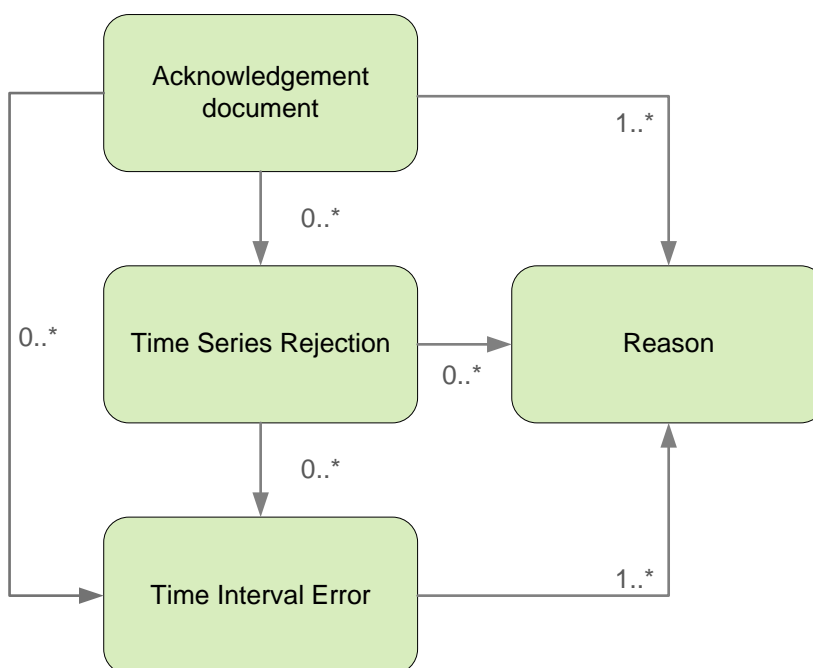 Acknowledgement
document
1..*
0..*
0..*
Time Series Rejection
0..*
Reason
0..*
Time Interval Error
1..*